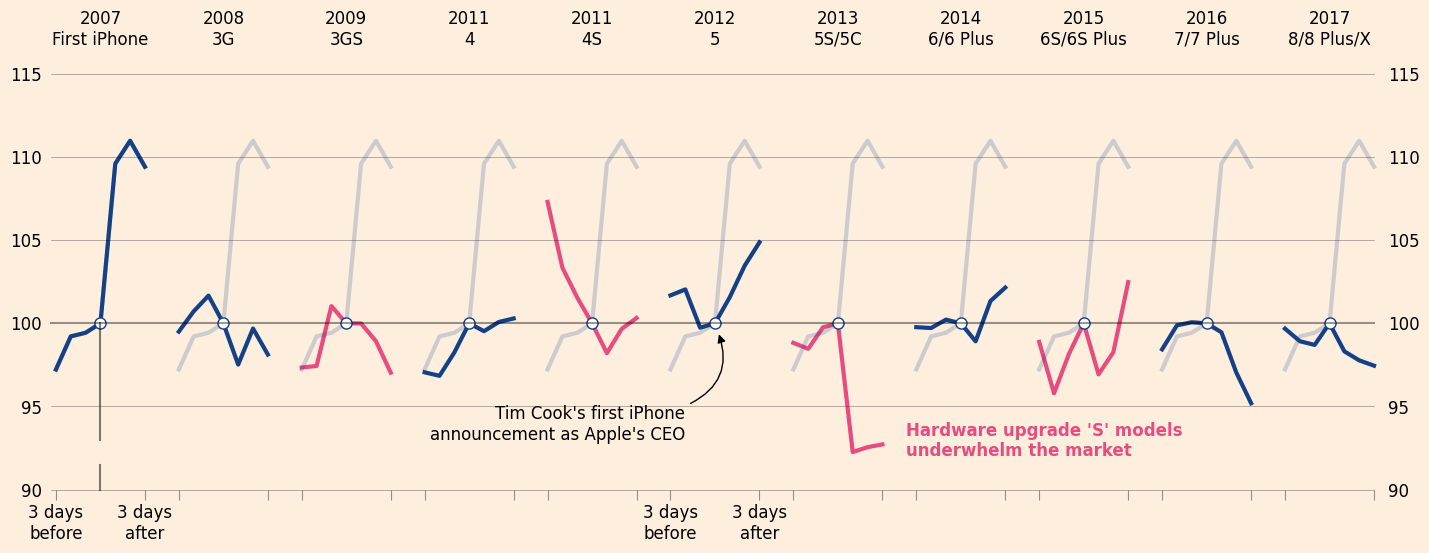 2007 2008 2009 2011 2011 2012 2013 2014 2015 2016 2017
First iPhone 3G 3GS 4 4S 5 5S/5C 6/6 Plus 6S/6S Plus 7/7 Plus 8/8 Plus/X
115 115
110 110
105 105
100 100
95 95
Tim Cook's first iPhone
announcement as Apple's CEO
Hardware upgrade 'S' models
underwhelm the market
90 90
3 days 3 days 3 days 3 days
before after before after